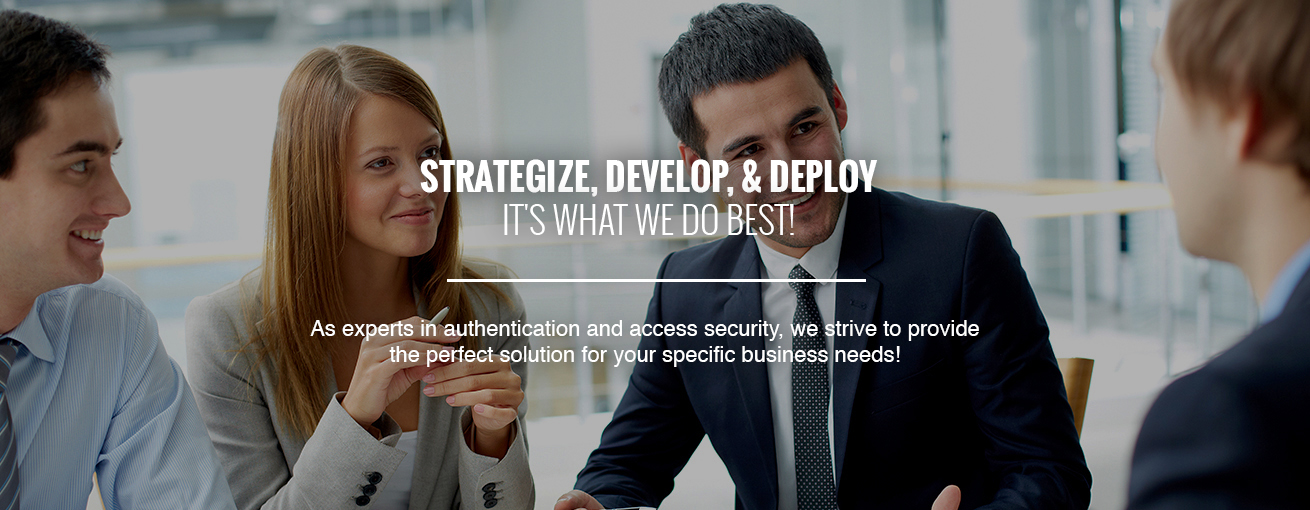 STRATEGIZE, DEVELOP, & DEPLOY
IT'S WHAT WE DO BEST!
As experts in authentication and access security, we strive to provide
the perfect solution for your specific business needs!